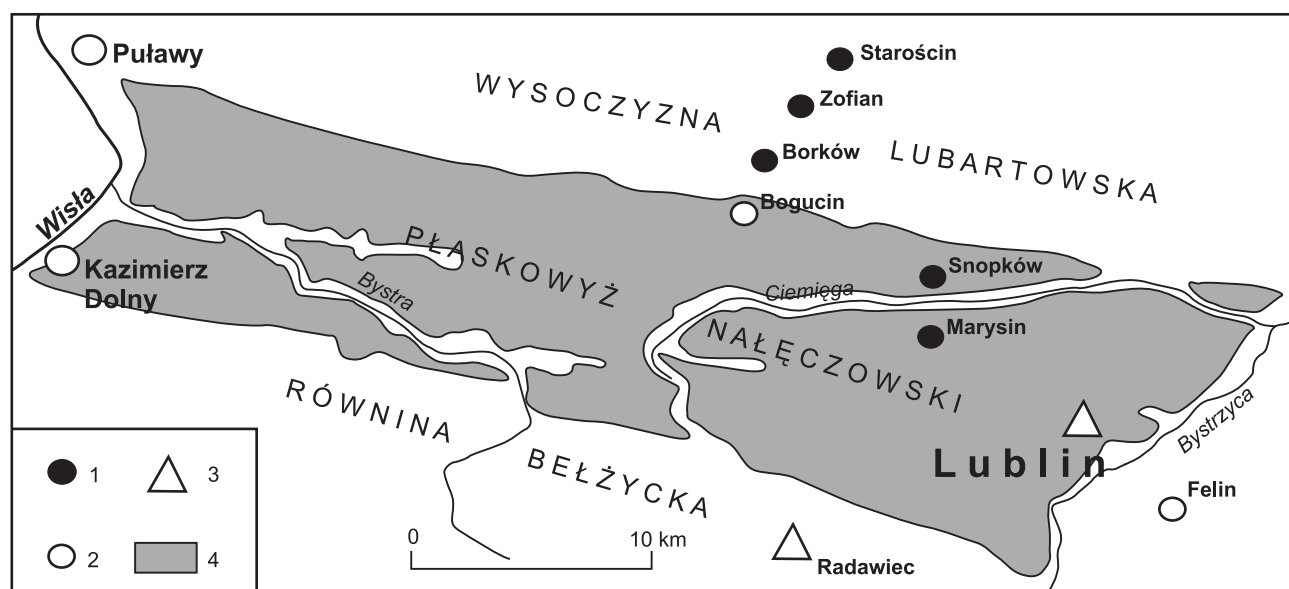 Puławy
Starościn
Zofian
WYSOCZYZNA
Borków
LUBARTOWSKA
Wisła
Bogucin
PŁASKOWYŻ
Kazimierz
Dolny
Snopków
Bystra
Ciemięga
Marysin
NAŁĘCZOWSKI
RÓWNINA
Bystrzyca
Lublin
BEŁŻYCKA
Felin
1
3
0
10 km
2
4
Radawiec